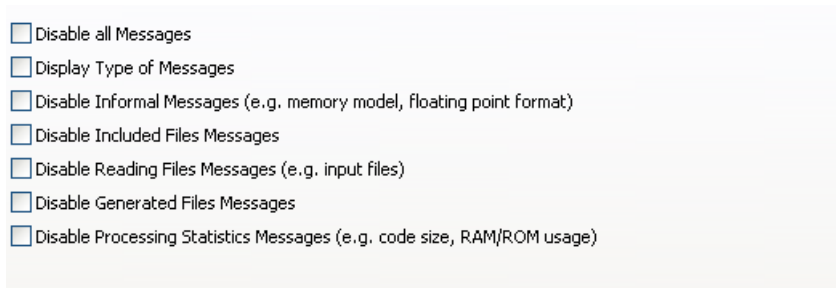 Disable all Messages
Display Type of Messages
Disable Informal Messages (e.g. memory model, floating point format)
Disable Included Files Messages
Disable Reading Files Messages (e.g. input files)
Disable Generated Files Messages
Disable Processing Statistics Messages (e.g. code size, RAM/ROM usage)